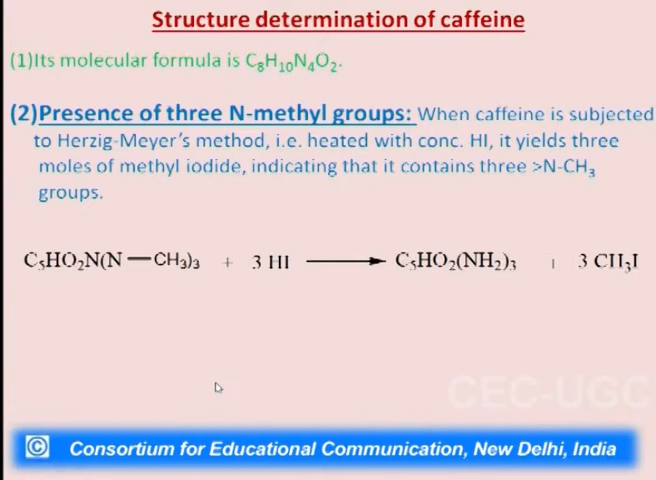 Structure determination of caffeine
(1)Its molecular formula is C₈H₁₀N₄O₂.
(2)Presence of three N-methyl groups: When caffeine is subjected
to Herzig-Meyer's method, i.e. heated with conc. HI, it yields three
moles of methyl iodide, indicating that it contains three >N-CH₃
groups.
C₅HO₂N(N — CH₃)₃ + 3 HI ⟶ C₅HO₂(NH₂)₃ + 3 CH₃I
CEC-UGC
© Consortium for Educational Communication, New Delhi, India